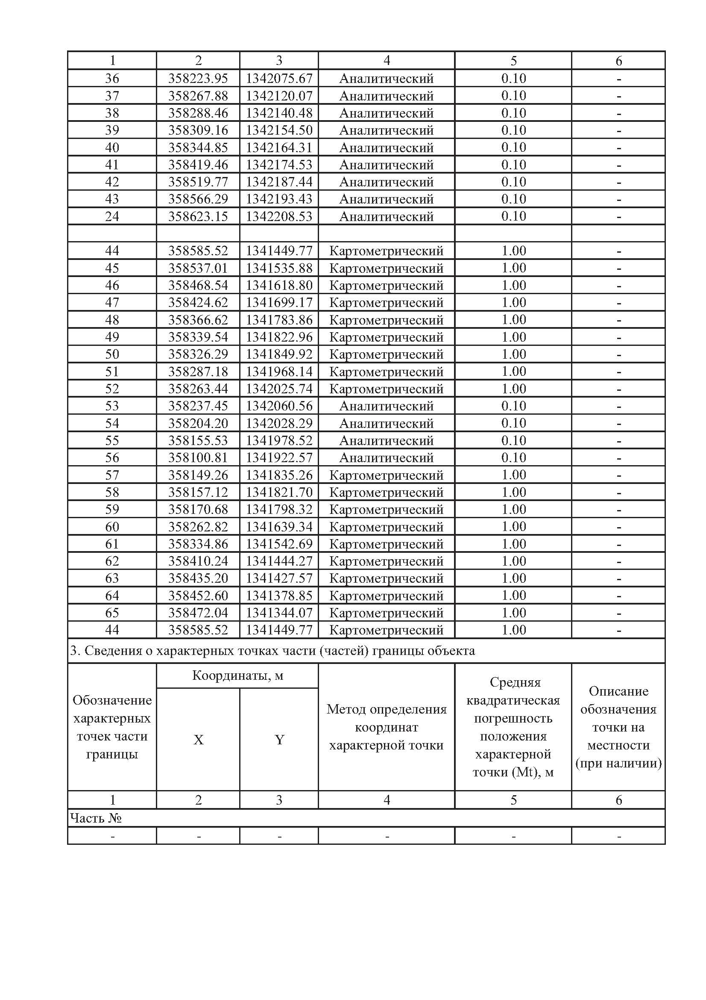 1 2 3 4 5 6
36 358223.95 1342075.67 Аналитический 0.10 -
37 358267.88 1342120.07 Аналитический 0.10 -
38 358288.46 1342140.48 Аналитический 0.10 -
39 358309.16 1342154.50 Аналитический 0.10 -
40 358344.85 1342164.31 Аналитический 0.10 -
41 358419.46 1342174.53 Аналитический 0.10 -
42 358519.77 1342187.44 Аналитический 0.10 -
43 358566.29 1342193.43 Аналитический 0.10 -
24 358623.15 1342208.53 Аналитический 0.10 -
44 358585.52 1341449.77 Картометрический 1.00 -
45 358537.01 1341535.88 Картометрический 1.00 -
46 358468.54 1341618.80 Картометрический 1.00 -
47 358424.62 1341699.17 Картометрический 1.00 -
48 358366.62 1341783.86 Картометрический 1.00 -
49 358339.54 1341822.96 Картометрический 1.00 -
50 358326.29 1341849.92 Картометрический 1.00 -
51 358287.18 1341968.14 Картометрический 1.00 -
52 358263.44 1342025.74 Картометрический 1.00 -
53 358237.45 1342060.56 Аналитический 0.10 -
54 358204.20 1342028.29 Аналитический 0.10 -
55 358155.53 1341978.52 Аналитический 0.10 -
56 358100.81 1341922.57 Аналитический 0.10 -
57 358149.26 1341835.26 Картометрический 1.00 -
58 358157.12 1341821.70 Картометрический 1.00 -
59 358170.68 1341798.32 Картометрический 1.00 -
60 358262.82 1341639.34 Картометрический 1.00 -
61 358334.86 1341542.69 Картометрический 1.00 -
62 358410.24 1341444.27 Картометрический 1.00 -
63 358435.20 1341427.57 Картометрический 1.00 -
64 358452.60 1341378.85 Картометрический 1.00 -
65 358472.04 1341344.07 Картометрический 1.00 -
44 358585.52 1341449.77 Картометрический 1.00 -
3. Сведения о характерных точках части (частей) границы объекта
Обозначение
характерных
точек части
границы
Координаты, м
X
Y
Метод определения
координат
характерной точки
Средняя
квадратическая
погрешность
положения
характерной
точки (Mt), м
Описание
обозначения
точки на
местности
(при наличии)
1 2 3 4 5 6
Часть №
- - - - - -